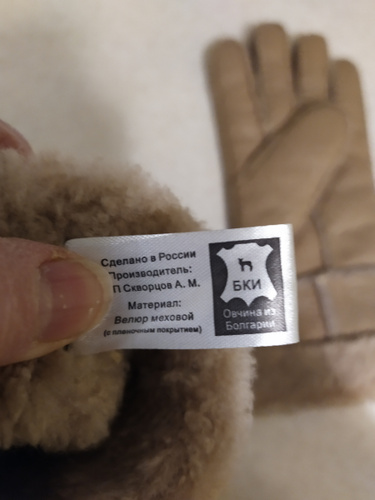 Сделано в России
Производитель:
П Скворцов А. М.
Материал:
Велюр меховой
(с пленочным покрытием)
БКИ
Овчина из
Болгарии